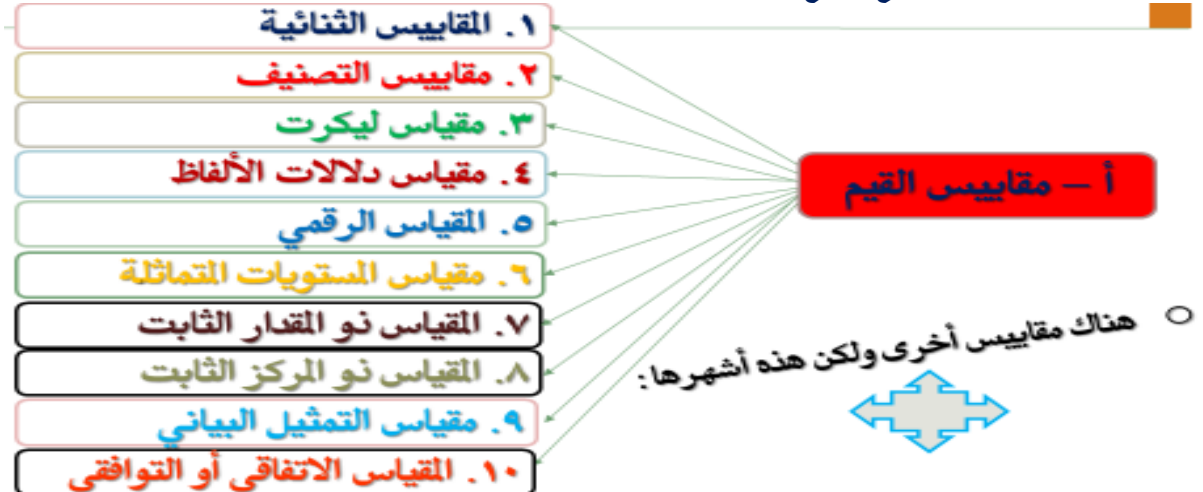 أ – مقاييس القيم
هناك مقاييس أخرى ولكن هذه أشهرها :
١. المقاييس الثنائية
٢. مقاييس التصنيف
٣. مقياس ليكرت
٤. مقياس دلالات الألفاظ
٥. المقياس الرقمي
٦. مقياس المستويات المتماثلة
٧. المقياس نو المقدار الثابت
٨. المقياس نو المركز الثابت
٩. مقياس التمثيل البياني
١٠. المقياس الاتفاقي أو التوافقي